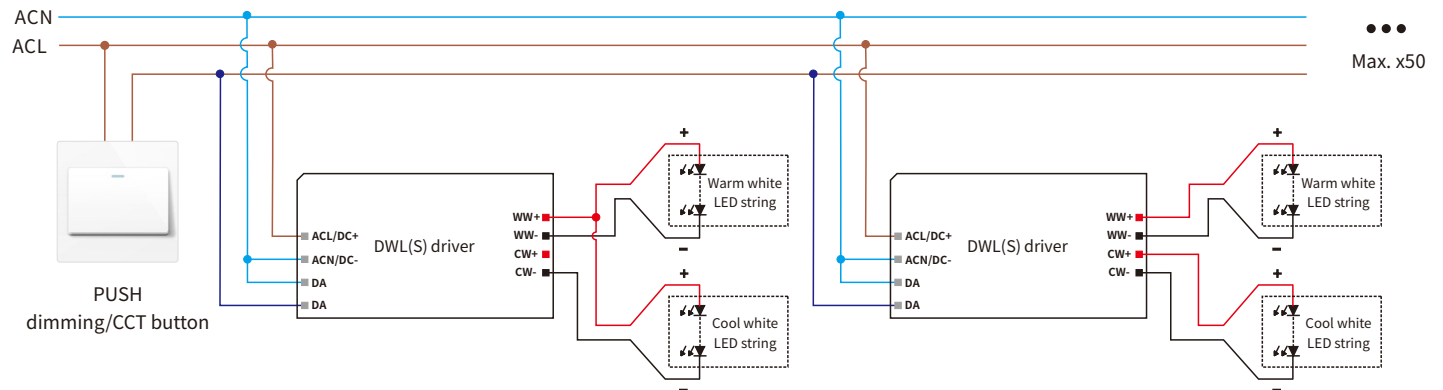 ACN
ACL
Max. x50
PUSH
dimming/CCT button
ACL/DC+
ACN/DC-
DA
DA
DWL(S) driver
WW+
WW-
CW+
CW-
+
Warm white
LED string
-
+
Cool white
LED string
-
ACL/DC+
ACN/DC-
DA
DA
DWL(S) driver
WW+
WW-
CW+
CW-
+
Warm white
LED string
-
+
Cool white
LED string
-